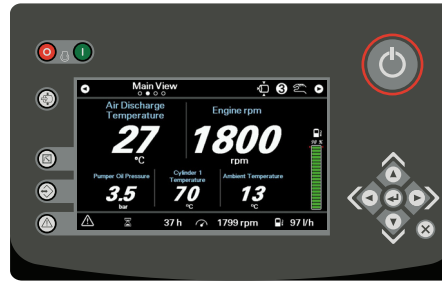 Main View
3
Air Discharge
Temperature
Engine rpm
27
1800
°C
rpm
Pumper Oil Pressure
Cylinder 1
Temperature
Ambient Temperature
3.5
70
13
bar
°C
°C
37 h
1799 rpm
97 l/h